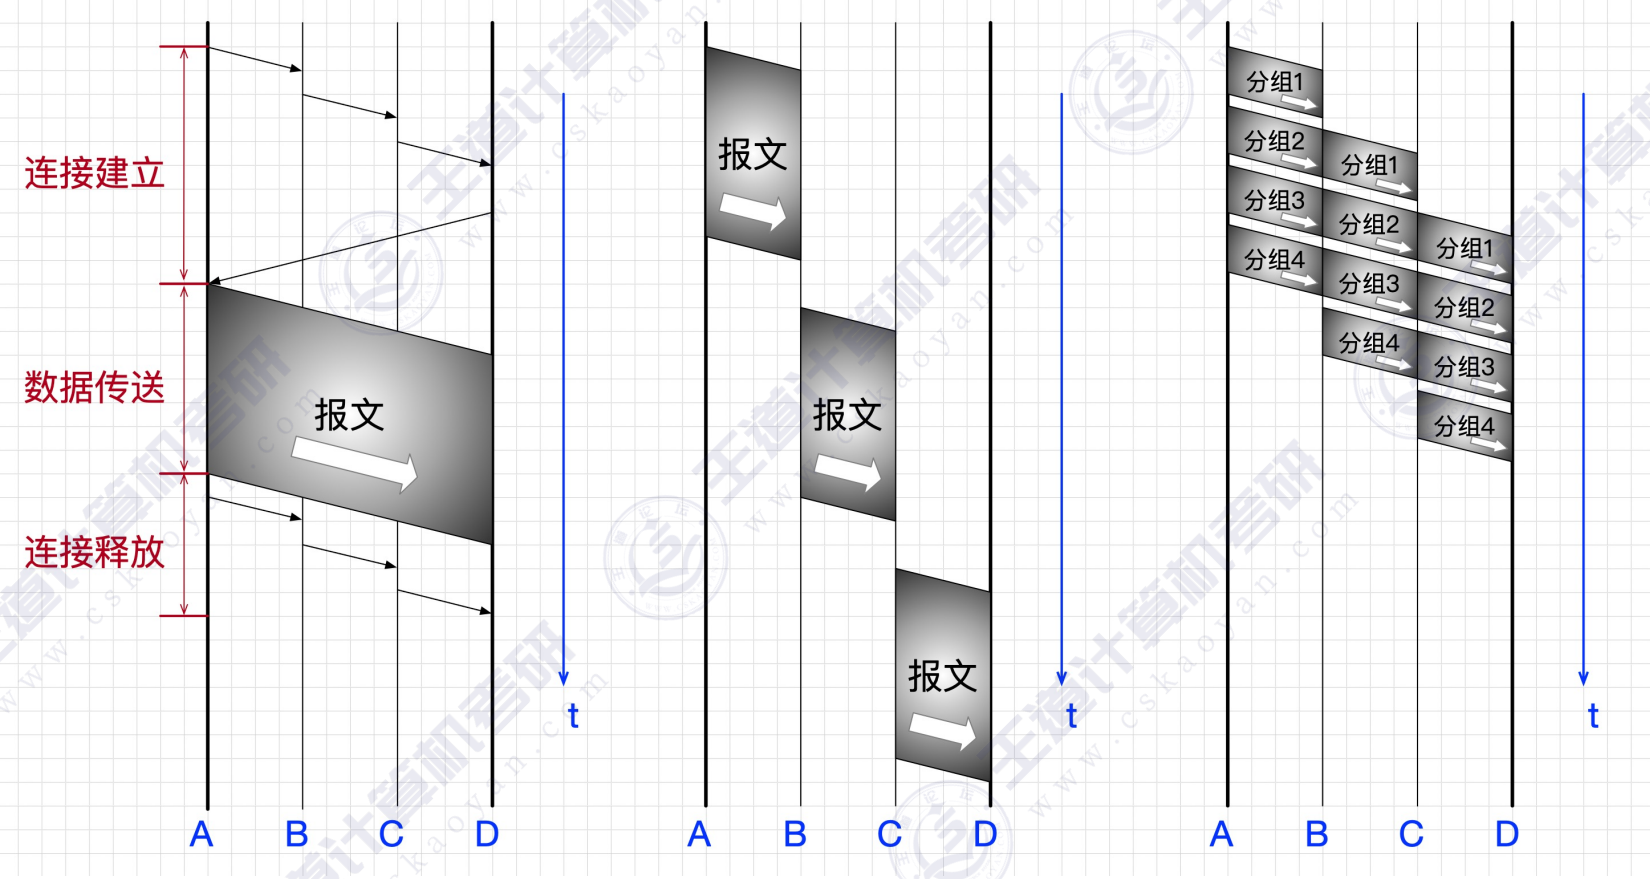 连接建立
数据传送
连接释放
报文
t
A B C D
报文
报文
报文
t
A B C D
分组1
分组2 分组1
分组3 分组2 分组1
分组4 分组3 分组2
分组4 分组3
分组4
t
A B C D
王道计算机考研
www.cskaoyan.com